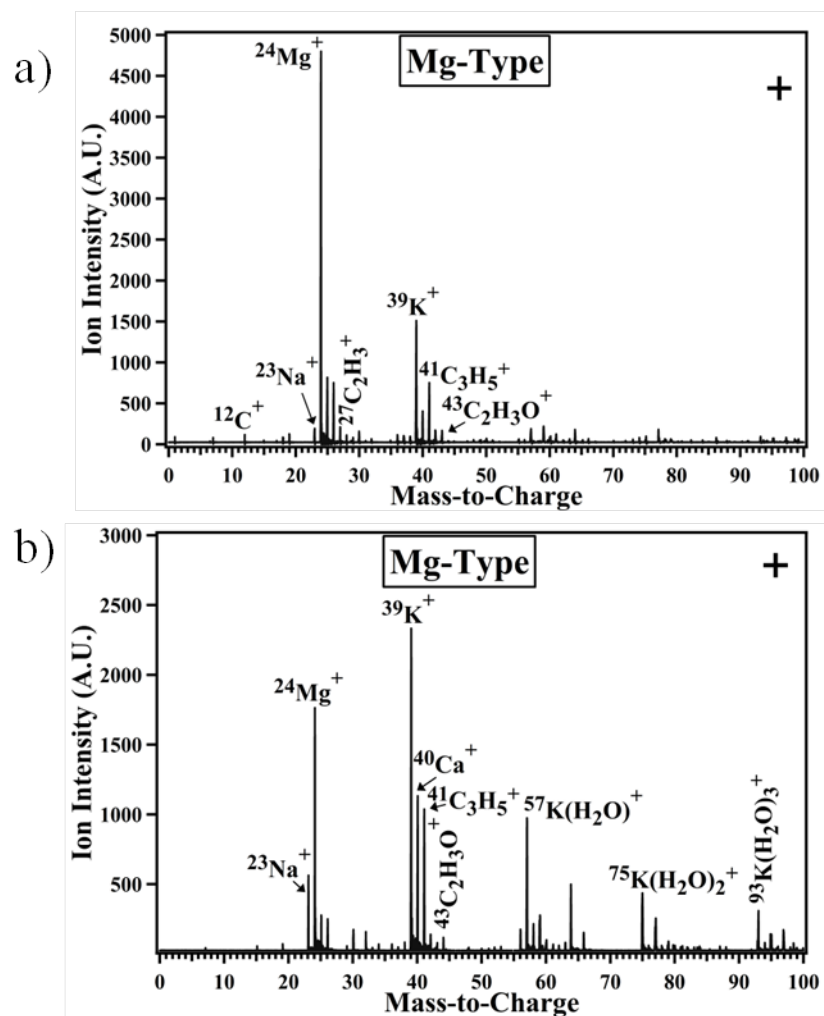 a)
Mg-Type
+
²⁴Mg⁺
²³Na⁺
¹²C⁺
²⁷C₂H₃⁺
³⁹K⁺
⁴¹C₃H₅⁺
⁴³C₂H₃O⁺
Ion Intensity (A.U.)
5000
4500
4000
3500
3000
2500
2000
1500
1000
500
0
0 10 20 30 40 50 60 70 80 90 100
Mass-to-Charge
b)
Mg-Type
+
³⁹K⁺
²⁴Mg⁺
²³Na⁺
⁴⁰Ca⁺
⁴¹C₃H₅⁺
⁴³C₂H₃O⁺
⁵⁷K(H₂O)⁺
⁷⁵K(H₂O)₂⁺
⁹³K(H₂O)₃⁺
Ion Intensity (A.U.)
3000
2500
2000
1500
1000
500
0 10 20 30 40 50 60 70 80 90 100
Mass-to-Charge